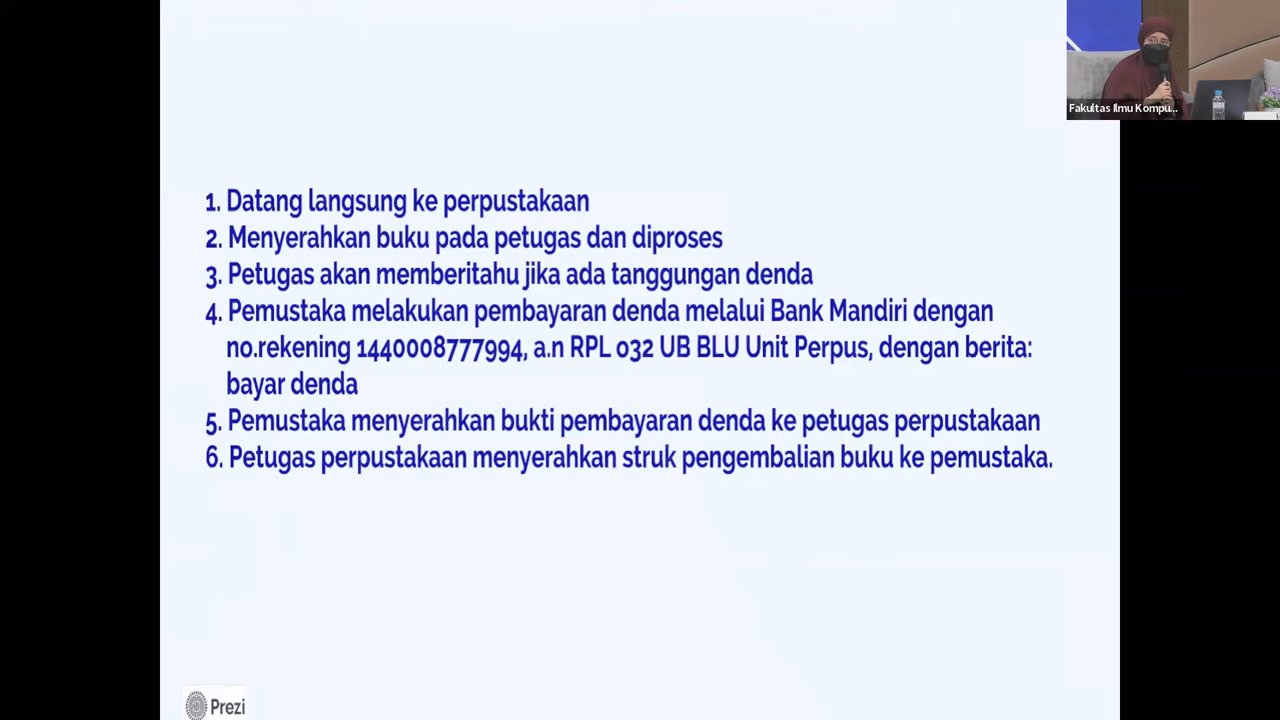 Fakultas Ilmu Kompu...
1. Datang langsung ke perpustakaan
2. Menyerahkan buku pada petugas dan diproses
3. Petugas akan memberitahu jika ada tanggungan denda
4. Pemustaka melakukan pembayaran denda melalui Bank Mandiri dengan
no.rekening 1440008777994, a.n RPL 032 UB BLU Unit Perpus, dengan berita:
bayar denda
5. Pemustaka menyerahkan bukti pembayaran denda ke petugas perpustakaan
6. Petugas perpustakaan menyerahkan struk pengembalian buku ke pemustaka.
Prezi